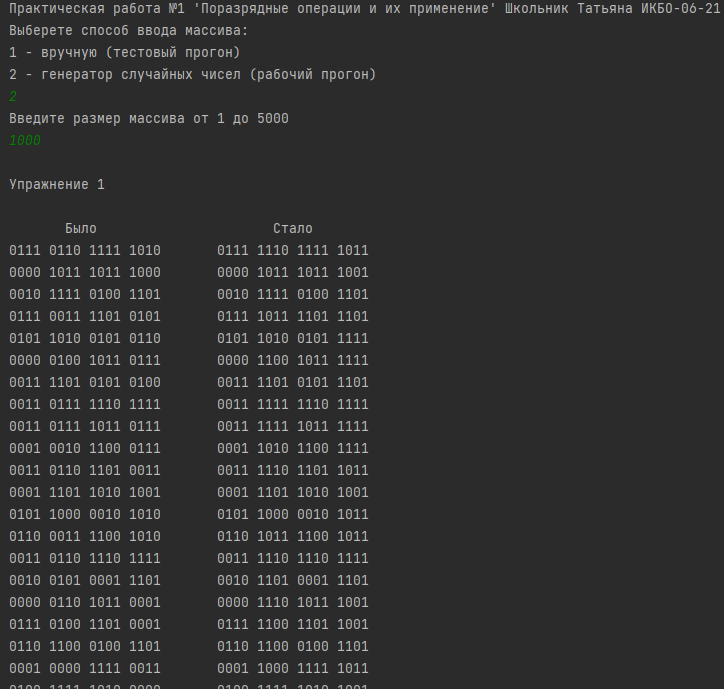 Практическая работа №1 'Поразрядные операции и их применение' Школьник Татьяна ИКБО-06-21
Выберете способ ввода массива:
1 - вручную (тестовый прогон)
2 - генератор случайных чисел (рабочий прогон)
2
Введите размер массива от 1 до 5000
1000
Упражнение 1
Было Стало
0111 0110 1111 1010 0111 1110 1111 1011
0000 1011 1011 1000 0000 1011 1011 1001
0010 1111 0100 1101 0010 1111 0100 1101
0111 0011 1101 0101 0111 1011 1101 1101
0101 1010 0101 0110 0101 1010 0101 1111
0000 0100 1011 0111 0000 1100 1011 1111
0011 1101 0101 0100 0011 1101 0101 1101
0011 0111 1110 1111 0011 1111 1110 1111
0011 0111 1011 0111 0011 1111 1011 1111
0001 0010 1100 0111 0001 1010 1100 1111
0011 0110 1101 0011 0011 1110 1101 1011
0001 1101 1010 1001 0001 1101 1010 1001
0101 1000 0010 1010 0101 1000 0010 1011
0110 0011 1100 1010 0110 1011 1100 1011
0011 0110 1110 1111 0011 1110 1110 1111
0010 0101 0001 1101 0010 1101 0001 1101
0000 0110 1011 0001 0000 1110 1011 1001
0111 0100 1101 0001 0111 1100 1101 1001
0110 1100 0100 1101 0110 1100 0100 1101
0001 0000 1111 0011 0001 1000 1111 1011
0100 1111 1010 0000 0100 1111 1010 1001